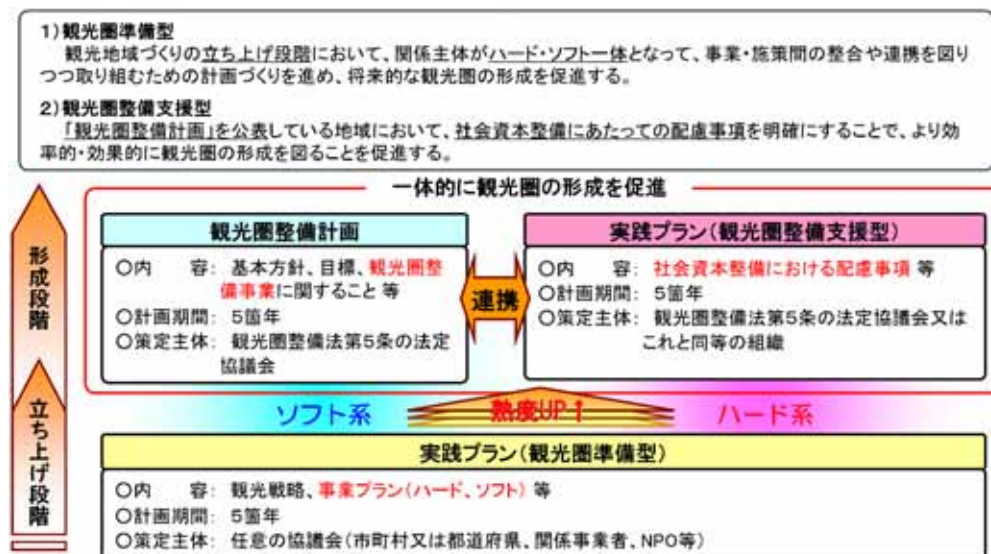 1)観光圏準備型
観光地域づくりの立ち上げ段階において、関係主体がハード・ソフト一体となって、事業・施策間の整合や連携を図り
つつ取り組むための計画づくりを進め、将来的な観光圏の形成を促進する。
2)観光圏整備支援型
「観光圏整備計画」を公表している地域において、社会資本整備にあたっての配慮事項を明確にすることで、より効
率的・効果的に観光圏の形成を図ることを促進する。
一体的に観光圏の形成を促進
形成段階
観光圏整備計画
○内 容: 基本方針、目標、観光圏整
備事業に関すること 等
○計画期間: 5箇年
○策定主体: 観光圏整備法第5条の法定
協議会
連携
実践プラン(観光圏整備支援型)
○内 容: 社会資本整備における配慮事項 等
○計画期間: 5箇年
○策定主体: 観光圏整備法第5条の法定協議会又は
これと同等の組織
ソフト系
熟度UP↑
ハード系
立ち上げ段階
実践プラン(観光圏準備型)
○内 容: 観光戦略、事業プラン(ハード、ソフト) 等
○計画期間: 5箇年
○策定主体: 任意の協議会(市町村又は都道府県、関係事業者、NPO等)